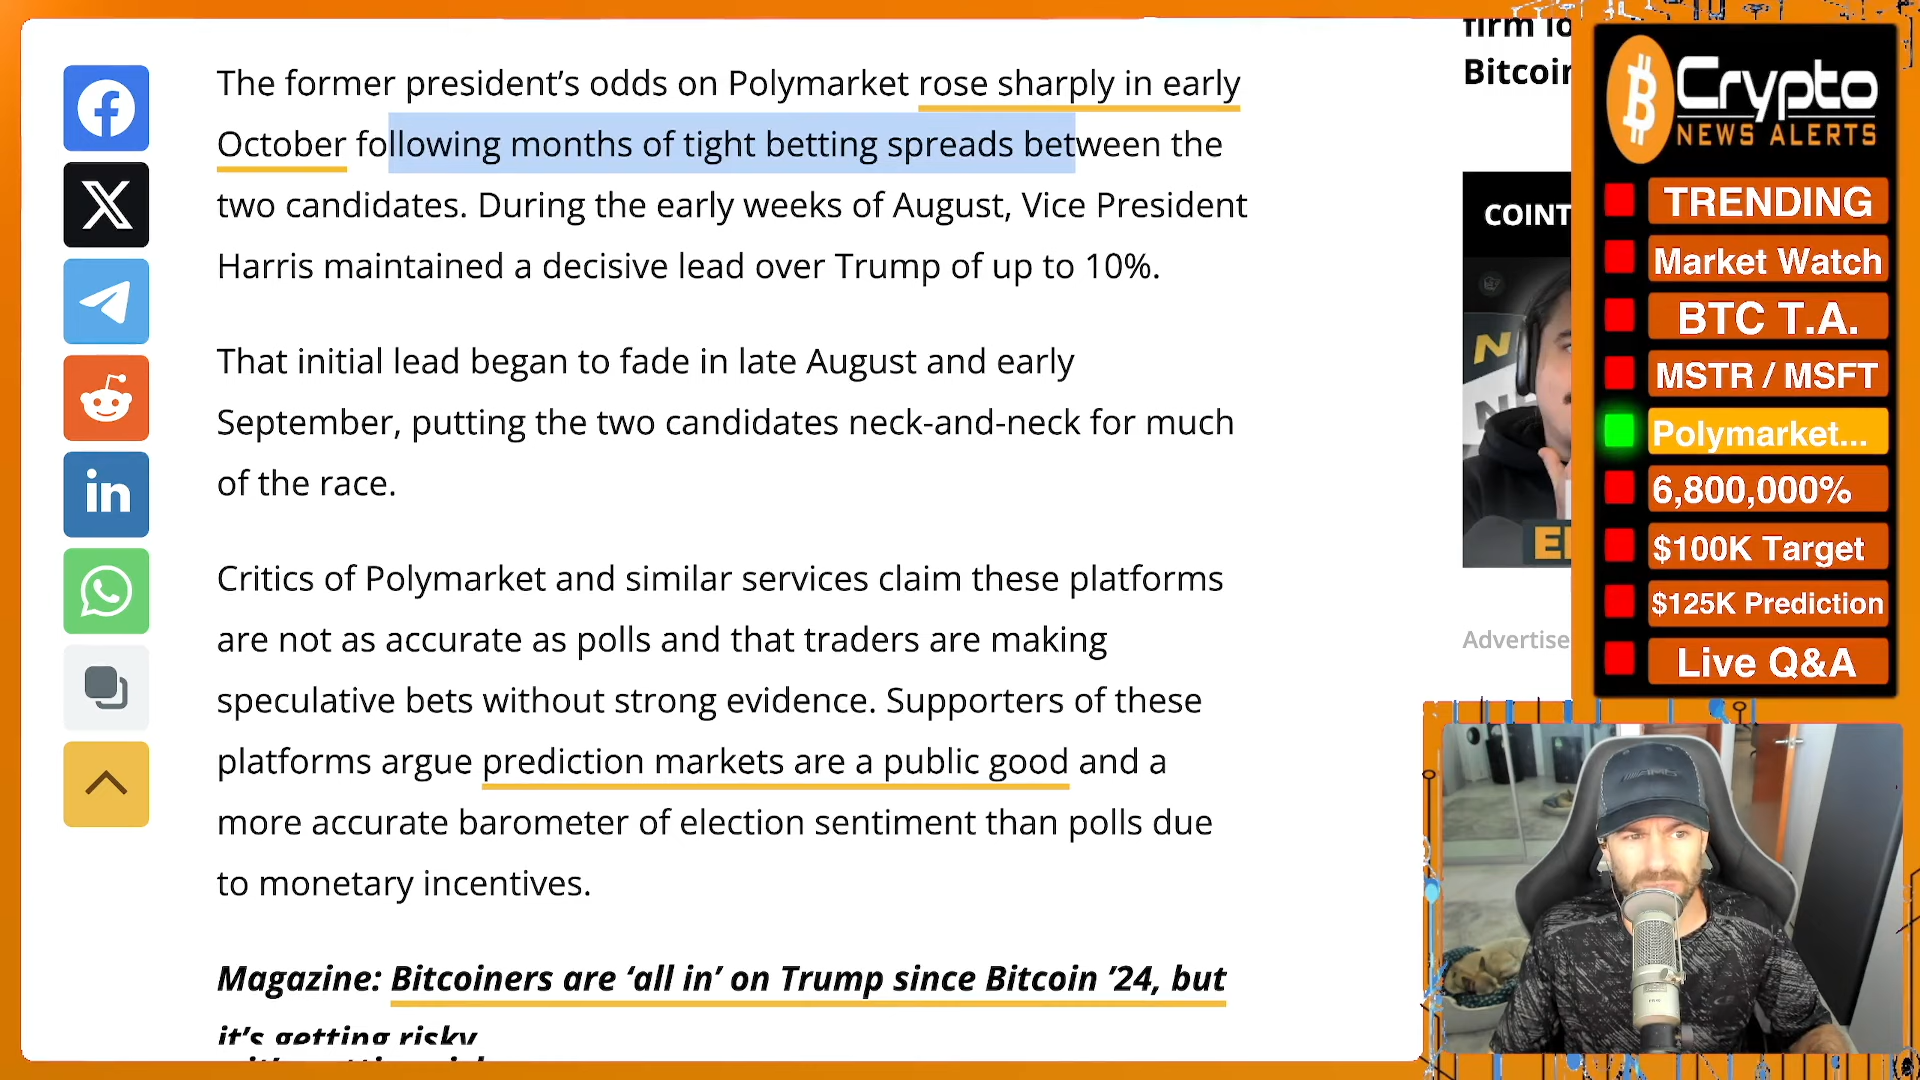 The former president’s odds on Polymarket rose sharply in early
October following months of tight betting spreads between the
two candidates. During the early weeks of August, Vice President
Harris maintained a decisive lead over Trump of up to 10%.
That initial lead began to fade in late August and early
September, putting the two candidates neck-and-neck for much
of the race.
Critics of Polymarket and similar services claim these platforms
are not as accurate as polls and that traders are making
speculative bets without strong evidence. Supporters of these
platforms argue prediction markets are a public good and a
more accurate barometer of election sentiment than polls due
to monetary incentives.
Magazine: Bitcoiners are ‘all in’ on Trump since Bitcoin ’24, but
it’s getting risky
in
firm lo
Bitcoin
COINT
N
EI
Advertise
Crypto
NEWS ALERTS
TRENDING
Market Watch
BTC T.A.
MSTR / MSFT
Polymarket...
6,800,000%
$100K Target
$125K Prediction
Live Q&A